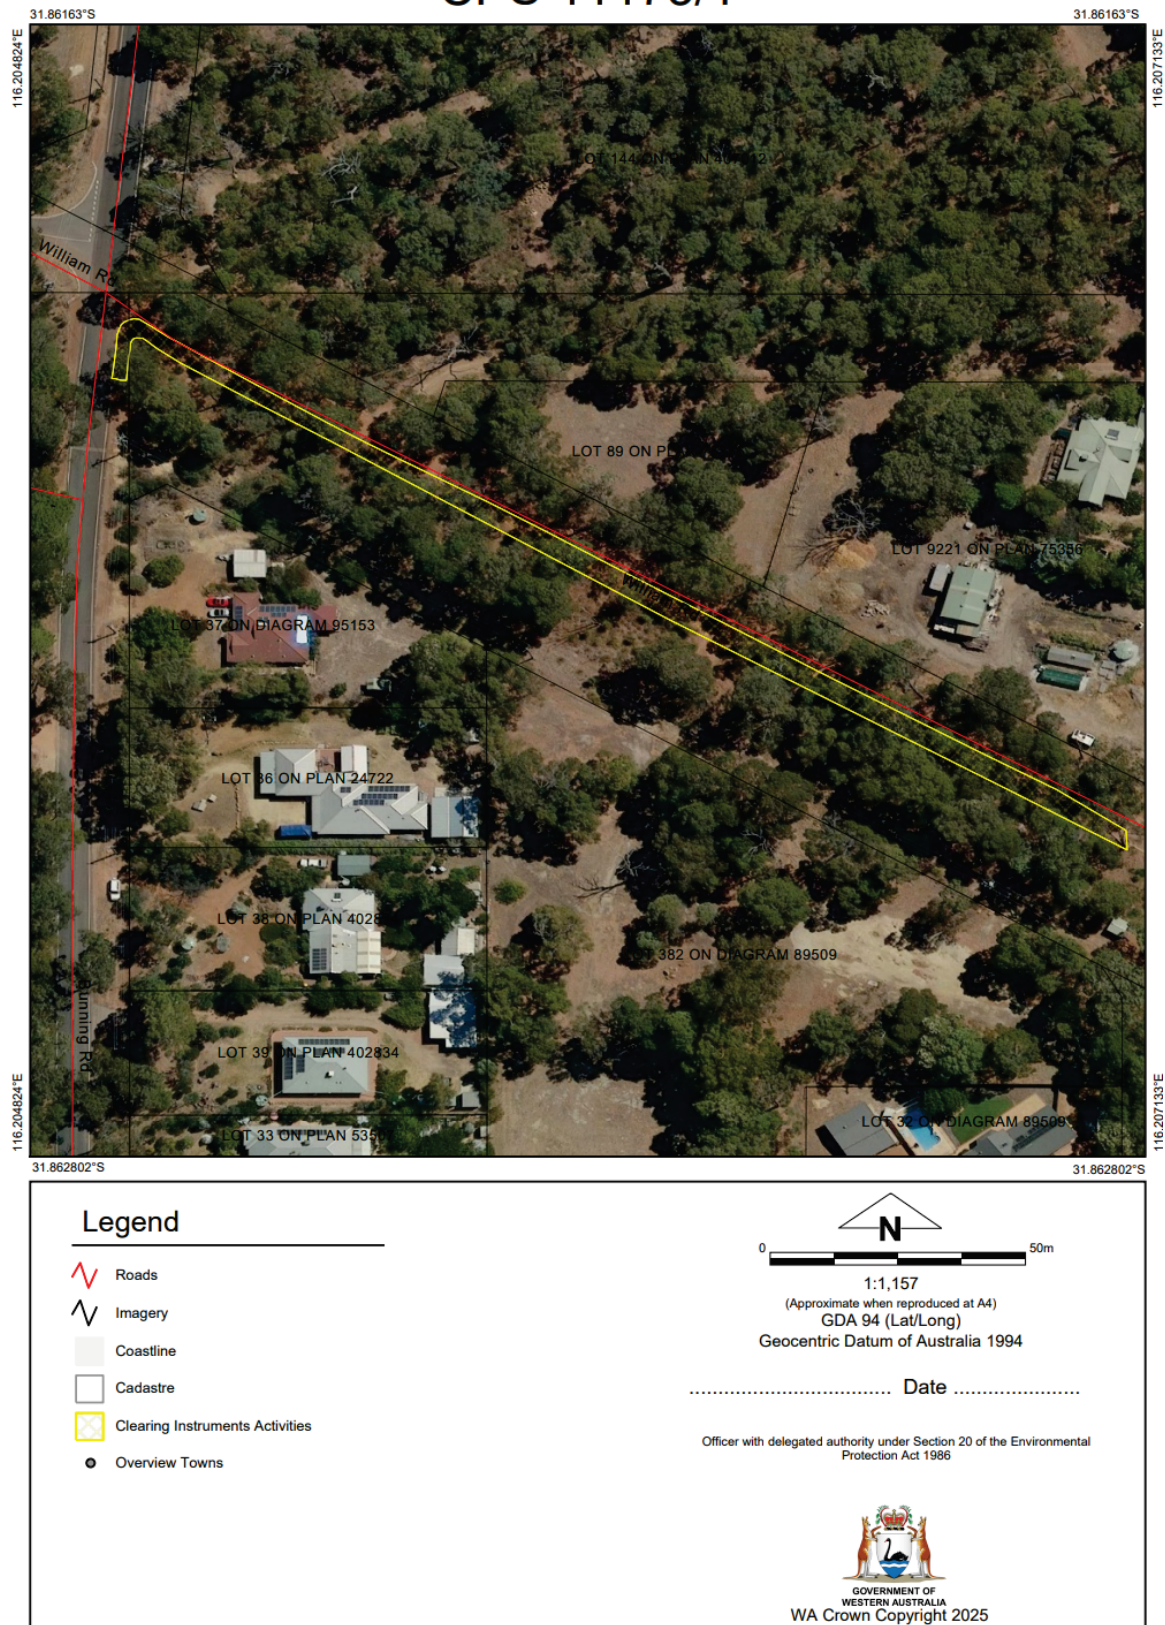 31.86163°S
31.86163°S
116.204824°E
116.207133°E
William
LOT 144 ON
LOT 89 ON
LOT 9221 ON PLAN 75356
LOT 37 ON DIAGRAM 95153
LOT 36 ON PLAN 24722
LOT 38 ON PLAN
382 ON DIAGRAM 89509
Rd
LOT 39 ON PLAN 402834
LOT 33 ON PLAN
LOT 32 ON DIAGRAM 89509
116.204824°E
116.207133°E
31.862802°S
31.862802°S
Legend
Roads
Imagery
Coastline
Cadastre
Clearing Instruments Activities
Overview Towns
N
0
50m
1:1,157
(Approximate when reproduced at A4)
GDA 94 (Lat/Long)
Geocentric Datum of Australia 1994
.................................. Date .....................
Officer with delegated authority under Section 20 of the Environmental
Protection Act 1986
GOVERNMENT OF
WESTERN AUSTRALIA
WA Crown Copyright 2025